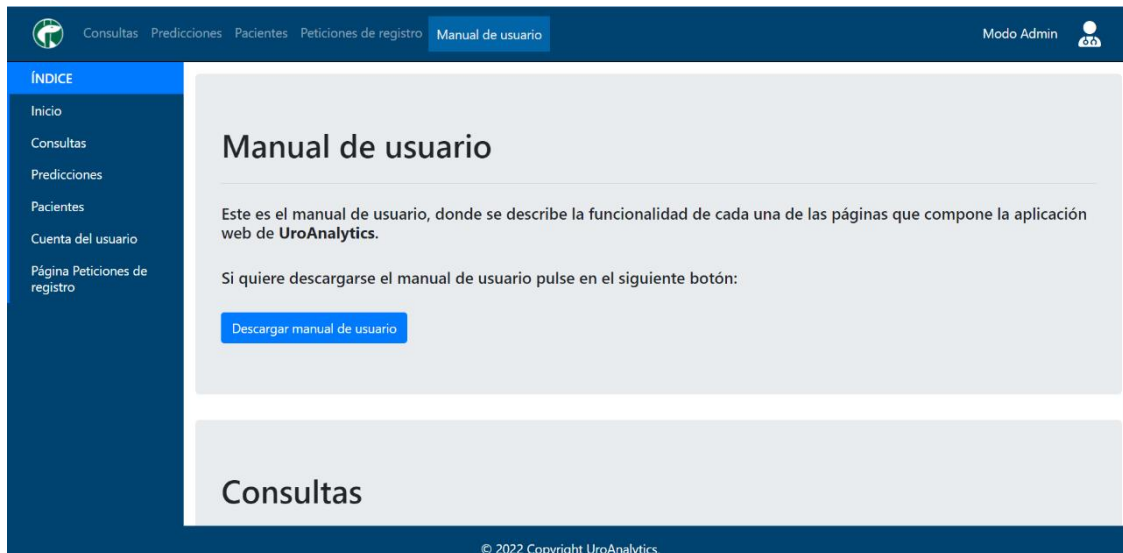 Consultas Predicciones Pacientes Peticiones de registro Manual de usuario Modo Admin
ÍNDICE
Inicio
Consultas
Predicciones
Pacientes
Cuenta del usuario
Página Peticiones de
registro
Manual de usuario
Este es el manual de usuario, donde se describe la funcionalidad de cada una de las páginas que compone la aplicación
web de UroAnalytics.
Si quiere descargarse el manual de usuario pulse en el siguiente botón:
Descargar manual de usuario
Consultas
© 2022 Copyright UroAnalytics